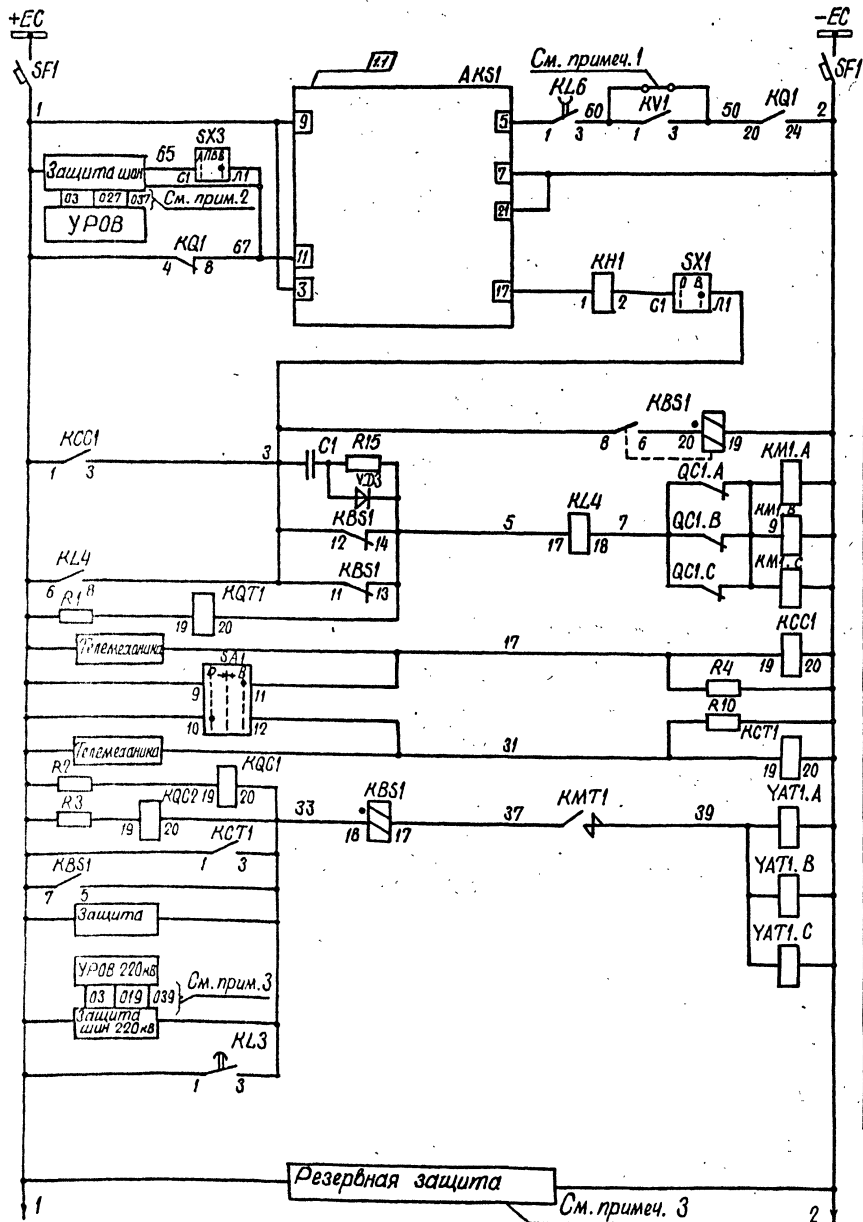 +EC
-EC
SF1
SF1
См. примеч. 1
2.1
AKS1
KL6
KV1
KQ1
1
9
5
1 3
60
1 3
50
20 24
2
65
SX3
Защита шин
С1
Л1
7
03 027 037
См. прим. 2
21
УРОВ
KQ1
67
4 8
11
3
17
KH1
1 2
SX1
О В
С1
Л1
KBS1
8 6 20 19
KCC1
1 3
3
C1
R15
VD3
QC1.A
KM1.A
KBS1
12 14
5
KL4
17 18
7
QC1.B
KM1.B
9
KL4
6 8
KBS1
11 13
QC1.C
KM1.C
R1
KQT1
19 20
KCC1
Телемеханика
17
19 20
SA1
О В
9 11
R4
10 12
R10
Телемеханика
31
KCT1
19 20
R2
KQC1
19 20
R3
KQC2
19 20
33
KBS1
18 17
37
KMT1
39
YAT1.A
KCT1
1 3
KBS1
7 5
YAT1.B
Защита
YAT1.C
УРОВ 220кв
03 019 039
См. прим. 3
Защита
шин 220кв
KL3
1 3
Резервная защита
1
См. примеч. 3
2